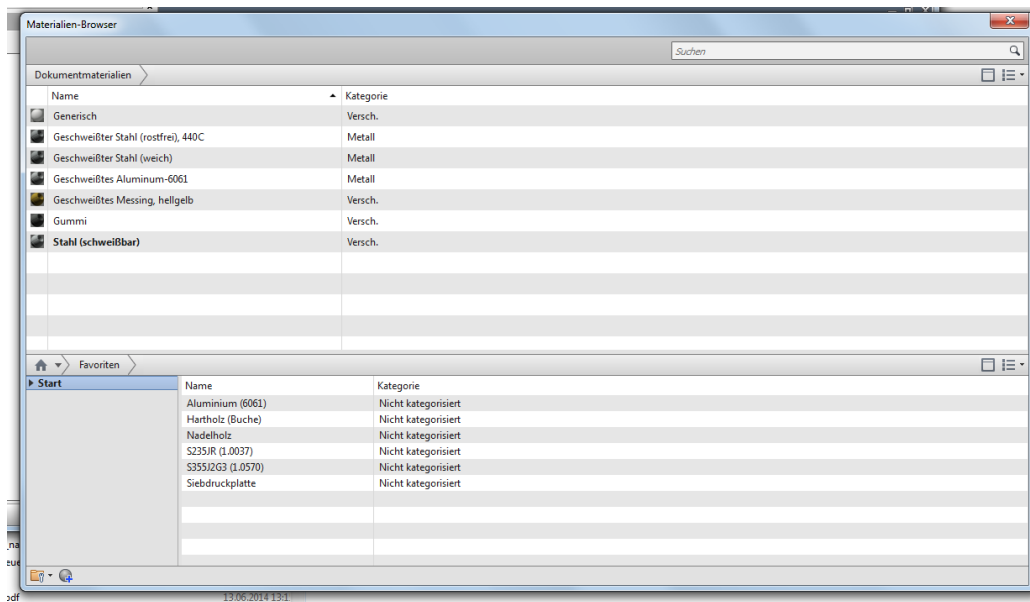 Materialien-Browser
Suchen
Dokumentmaterialien
Name Kategorie
Generisch Versch.
Geschweißter Stahl (rostfrei), 440C Metall
Geschweißter Stahl (weich) Metall
Geschweißtes Aluminum-6061 Metall
Geschweißtes Messing, hellgelb Versch.
Gummi Versch.
Stahl (schweißbar) Versch.
Favoriten
Start
Name Kategorie
Aluminium (6061) Nicht kategorisiert
Hartholz (Buche) Nicht kategorisiert
Nadelholz Nicht kategorisiert
S235JR (1.0037) Nicht kategorisiert
S355J2G3 (1.0570) Nicht kategorisiert
Siebdruckplatte Nicht kategorisiert
_na
eue
pdf 13.06.2014 13:1